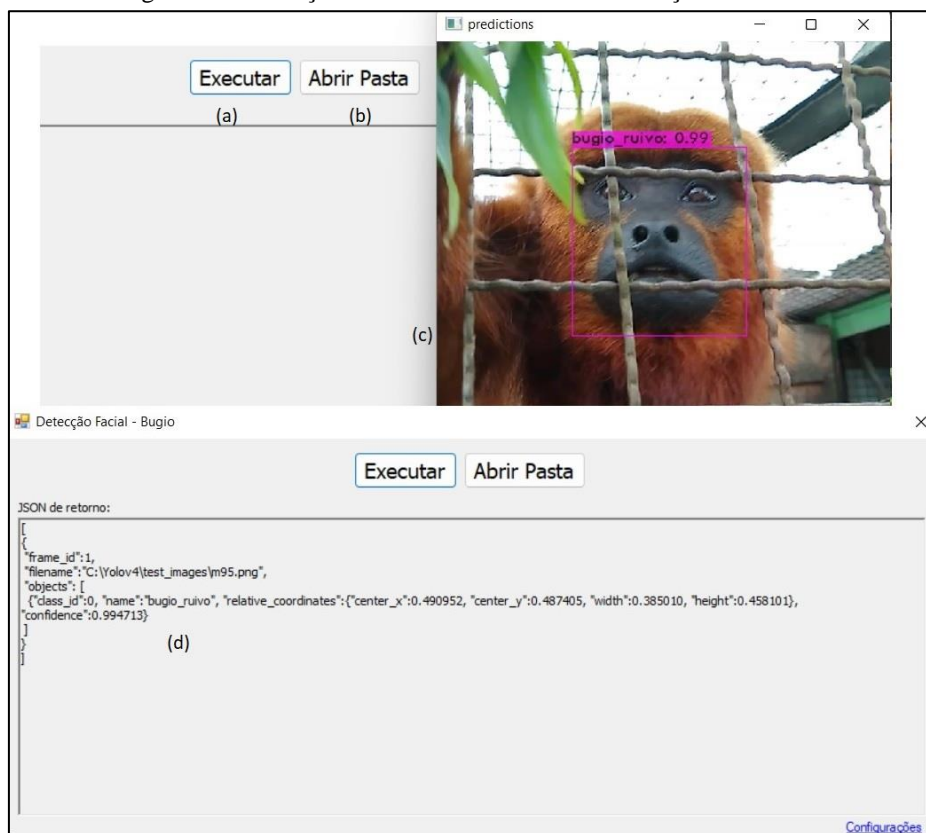 predictions
Executar Abrir Pasta
(a) (b)
bugio_ruivo: 0.99
(c)
Detecção Facial - Bugio
Executar Abrir Pasta
JSON de retorno:
[
{
"frame_id":1,
"filename":"C:\Yolov4\test_images\m95.png",
"objects": [
{"class_id":0, "name":"bugio_ruivo", "relative_coordinates":{"center_x":0.490952, "center_y":0.487405, "width":0.385010, "height":0.458101},
"confidence":0.994713}
]
(d)
}
]
Configurações